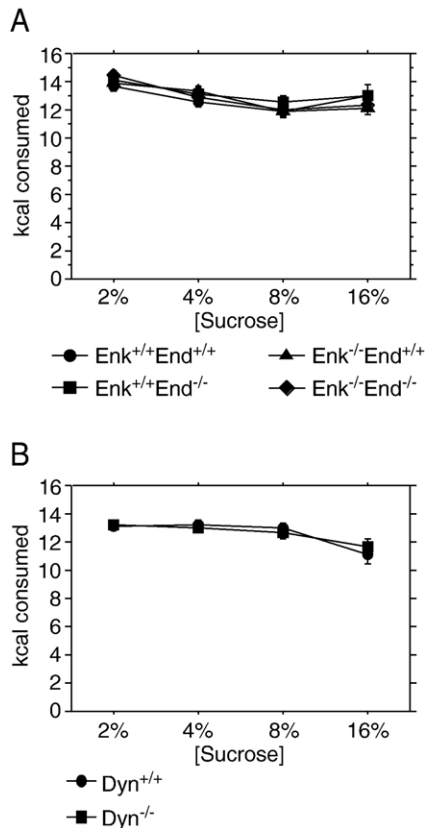 A
16
14
12
10
8
6
4
2
0
kcal consumed
2% 4% 8% 16%
[Sucrose]
Enk+/+End+/+ Enk-/-End+/+
Enk+/+End-/- Enk-/-End-/-
B
16
14
12
10
8
6
4
2
0
kcal consumed
2% 4% 8% 16%
[Sucrose]
Dyn+/+
Dyn-/-